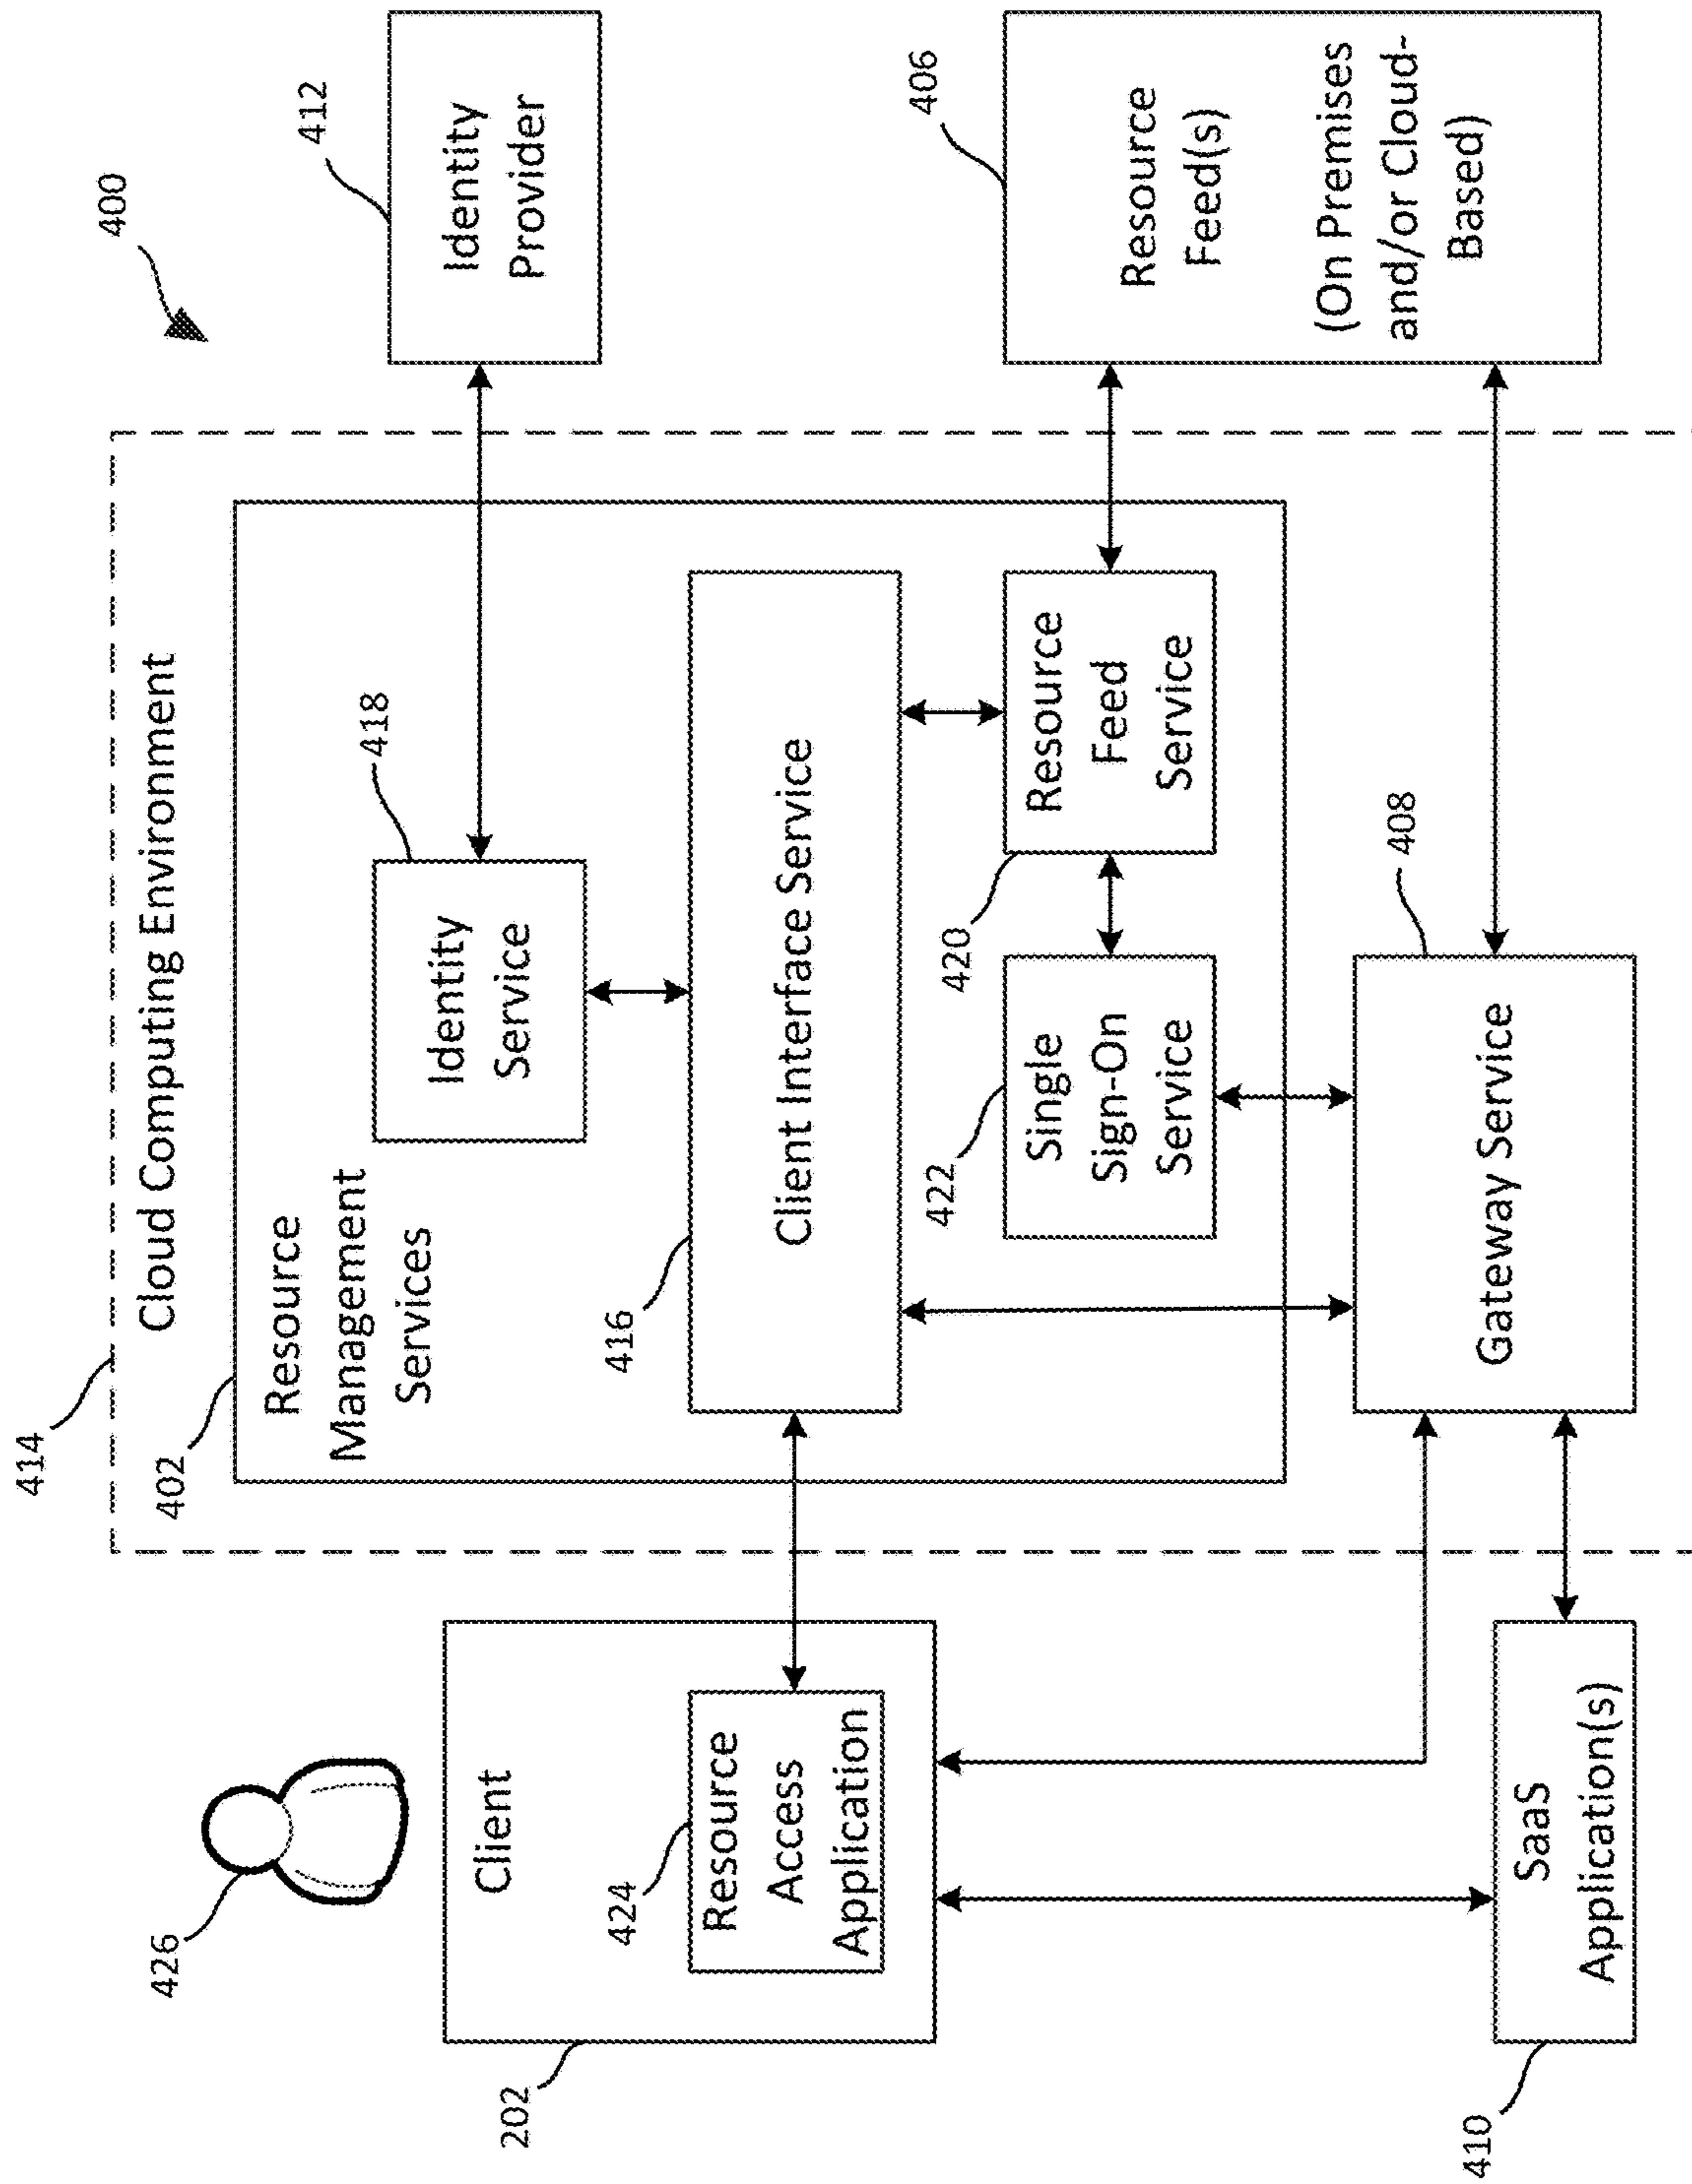 400
414
Cloud Computing Environment
426
402
Resource
Management
Services
418
Identity
Service
412
Identity
Provider
202
Client
424
Resource
Access
Application
416
Client Interface Service
422
Single
Sign-On
Service
420
Resource
Feed
Service
406
Resource
Feed(s)
(On Premises
and/or Cloud-
Based)
408
Gateway Service
410
SaaS
Application(s)